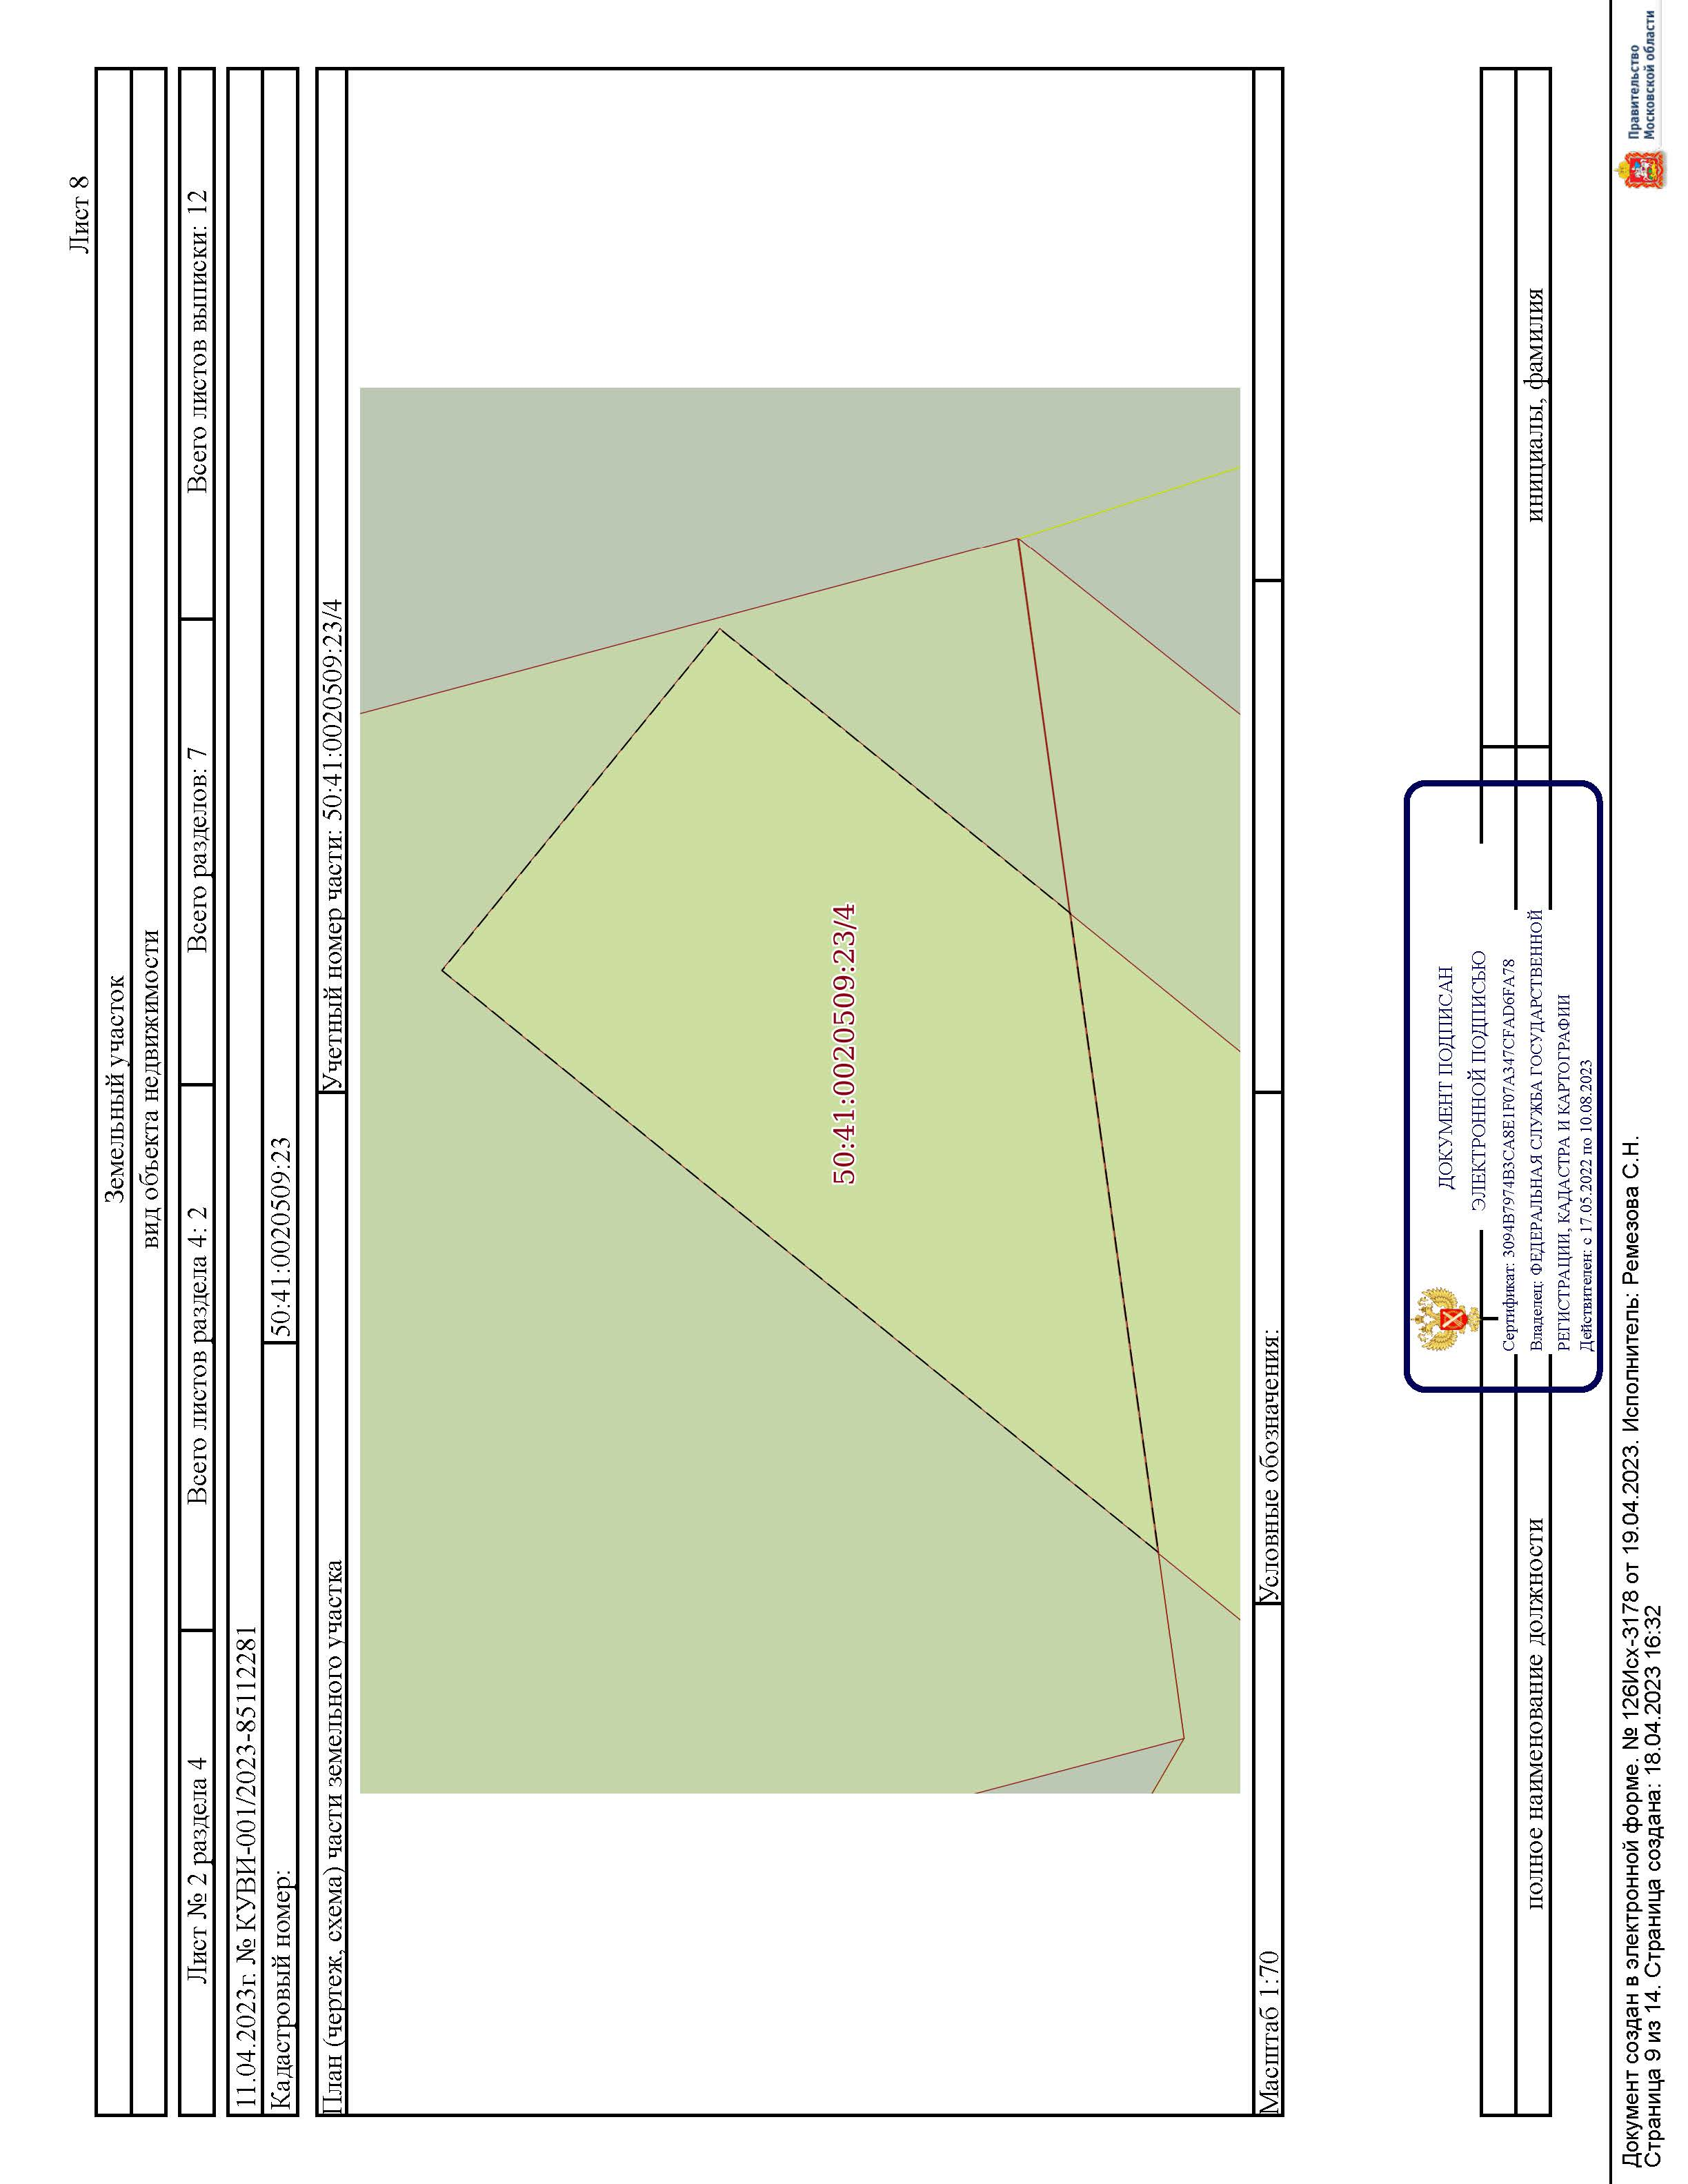 Лист 8
Земельный участок
вид объекта недвижимости
Лист № 2 раздела 4
Всего листов раздела 4: 2
Всего разделов: 7
Всего листов выписки: 12
11.04.2023г. № КУВИ-001/2023-85112281
Кадастровый номер:
50:41:0020509:23
План (чертеж, схема) части земельного участка
Учетный номер части: 50:41:0020509:23/4
50:41:0020509:23/4
Масштаб 1:70
Условные обозначения:
ДОКУМЕНТ ПОДПИСАН
ЭЛЕКТРОННОЙ ПОДПИСЬЮ
Сертификат: 3094B7974B3CA8E1F07A347CFAD6FA78
Владелец: ФЕДЕРАЛЬНАЯ СЛУЖБА ГОСУДАРСТВЕННОЙ
РЕГИСТРАЦИИ, КАДАСТРА И КАРТОГРАФИИ
Действителен: с 17.05.2022 по 10.08.2023
полное наименование должности
инициалы, фамилия
Документ создан в электронной форме. № 126Исх-3178 от 19.04.2023. Исполнитель: Ремезова С.Н.
Страница 9 из 14. Страница создана: 18.04.2023 16:32
Правительство
Московской области